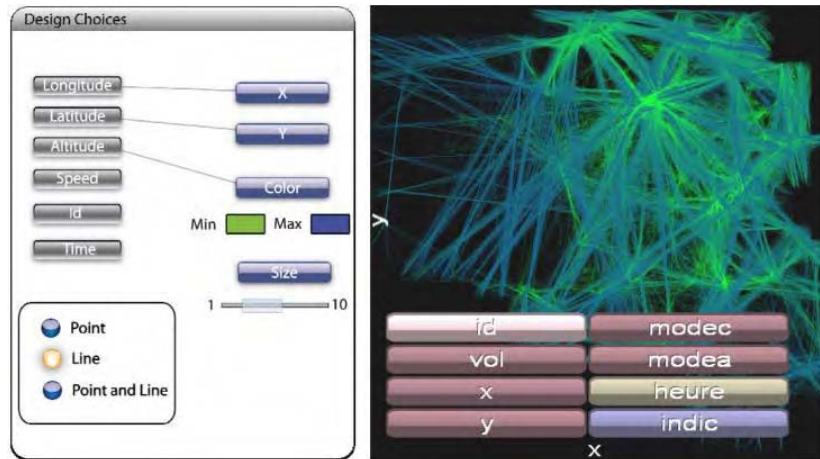 Design Choices
Longitude
X
Latitude
Y
Altitude
Color
Speed
Min Max
Id
Time
Size
1 10
Point
Line
Point and Line
y
id modec
vol modea
x heure
y indic
x